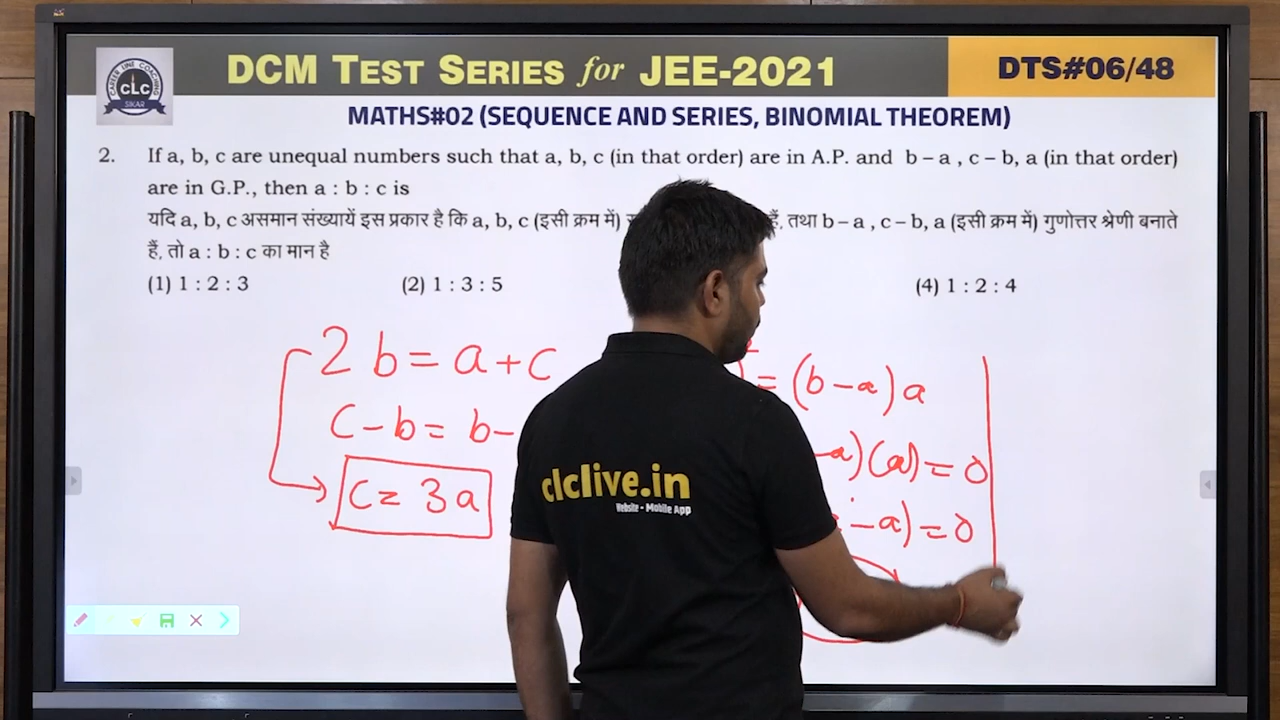 DCM TEST SERIES for JEE-2021
DTS#06/48
CAREER LINE COACHING
CLC
SIKAR
MATHS#02 (SEQUENCE AND SERIES, BINOMIAL THEOREM)
2. If a, b, c are unequal numbers such that a, b, c (in that order) are in A.P. and b – a , c – b, a (in that order)
are in G.P., then a : b : c is
यदि a, b, c असमान संख्यायें इस प्रकार है कि a, b, c (इसी क्रम में) हैं, तथा b – a , c – b, a (इसी क्रम में) गुणोत्तर श्रेणी बनाते
हैं, तो a : b : c का मान है
(1) 1 : 2 : 3 (2) 1 : 3 : 5 (4) 1 : 2 : 4
2b = a + c
= (b – a) a
c – b = b –
a) (a) = 0
c = 3a
– a) = 0
clclive.in
Website - Mobile App